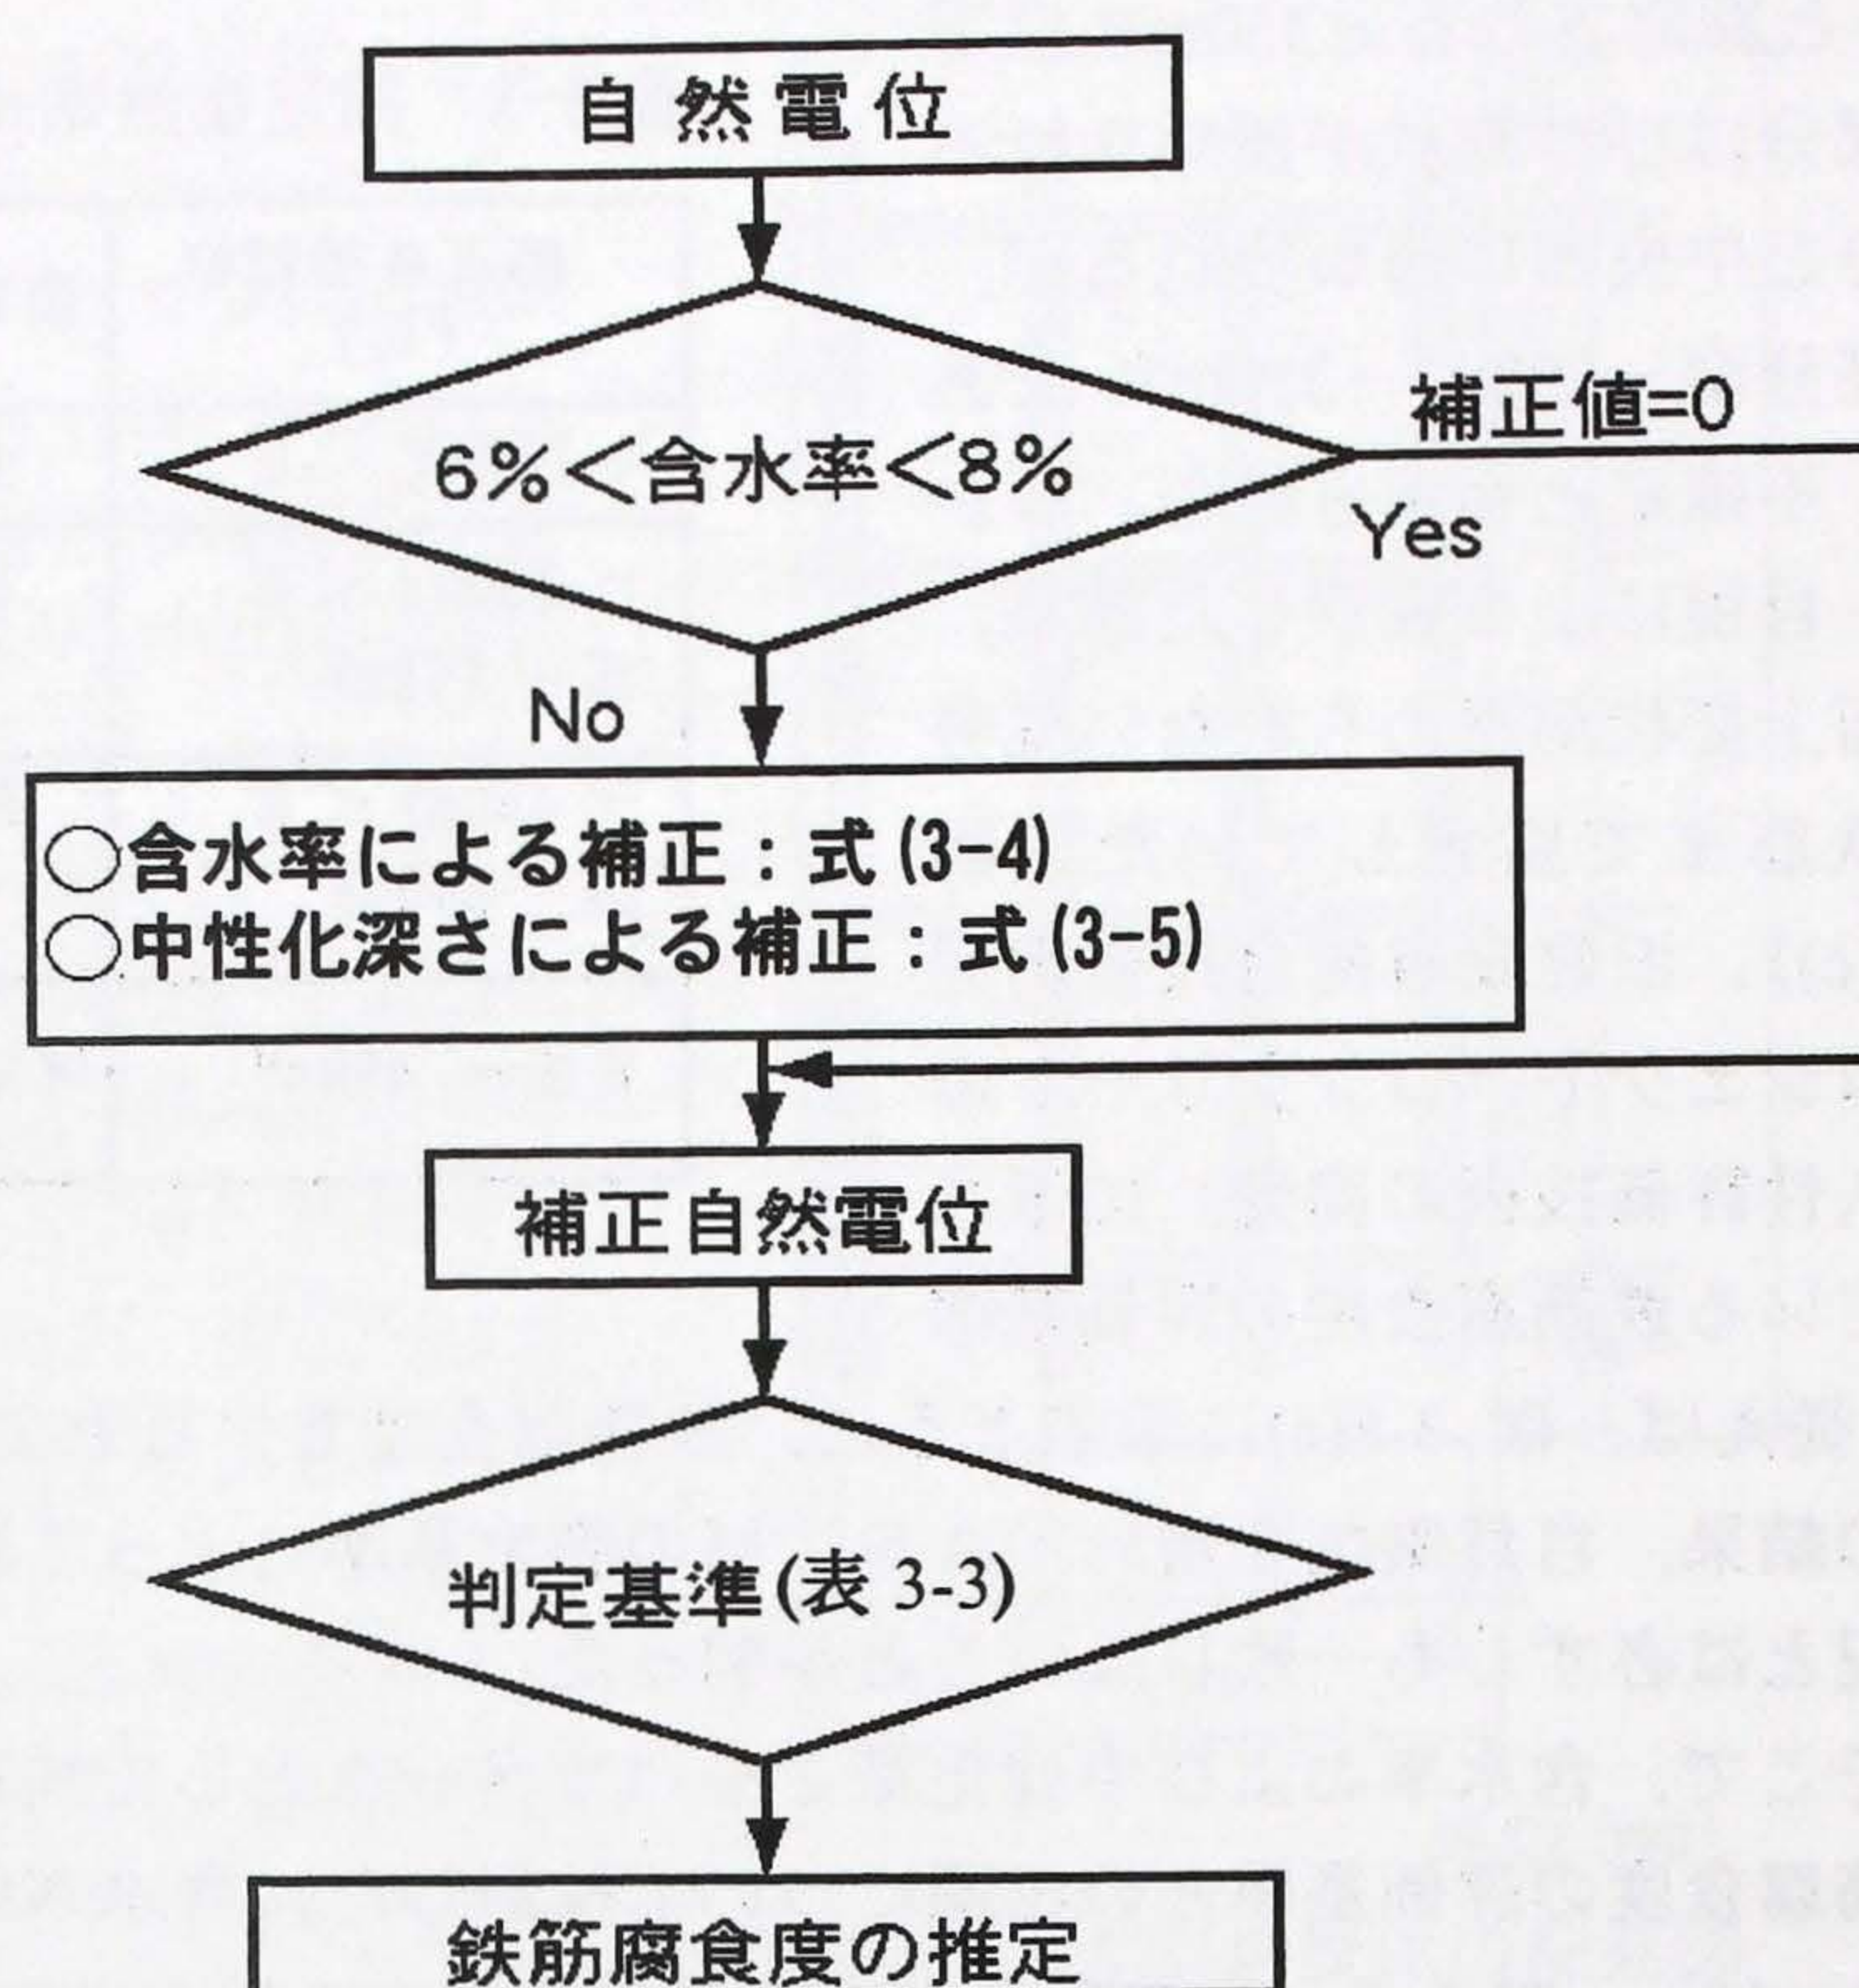 自然電位
6%<含水率<8%
補正値=0
Yes
No
○含水率による補正：式(3-4)
○中性化深さによる補正：式(3-5)
補正自然電位
判定基準(表 3-3)
鉄筋腐食度の推定